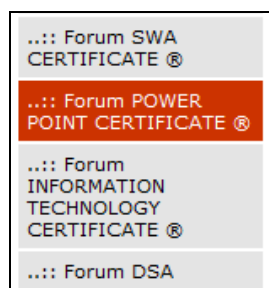 ..:: Forum SWA
CERTIFICATE ®
..:: Forum POWER
POINT CERTIFICATE ®
..:: Forum
INFORMATION
TECHNOLOGY
CERTIFICATE ®
..:: Forum DSA